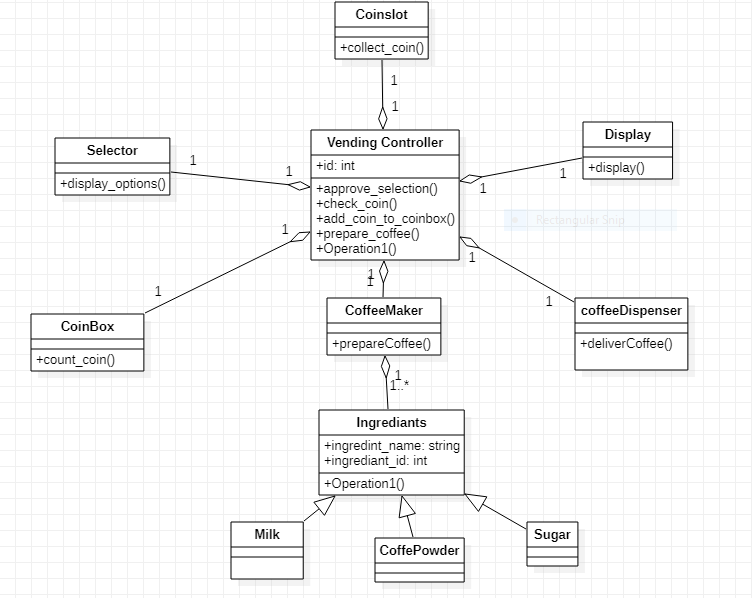 Coinslot
+collect_coin()
1
1
Vending Controller
+id: int
+approve_selection()
+check_coin()
+add_coin_to_coinbox()
+prepare_coffee()
+Operation1()
Selector
+display_options()
1
1
Display
+display()
1
1
Rectangular Snip
1
1
CoinBox
+count_coin()
1
1
CoffeeMaker
+prepareCoffee()
1
1
coffeeDispenser
+deliverCoffee()
1
1..*
Ingrediants
+ingredint_name: string
+ingrediant_id: int
+Operation1()
Milk
CoffePowder
Sugar